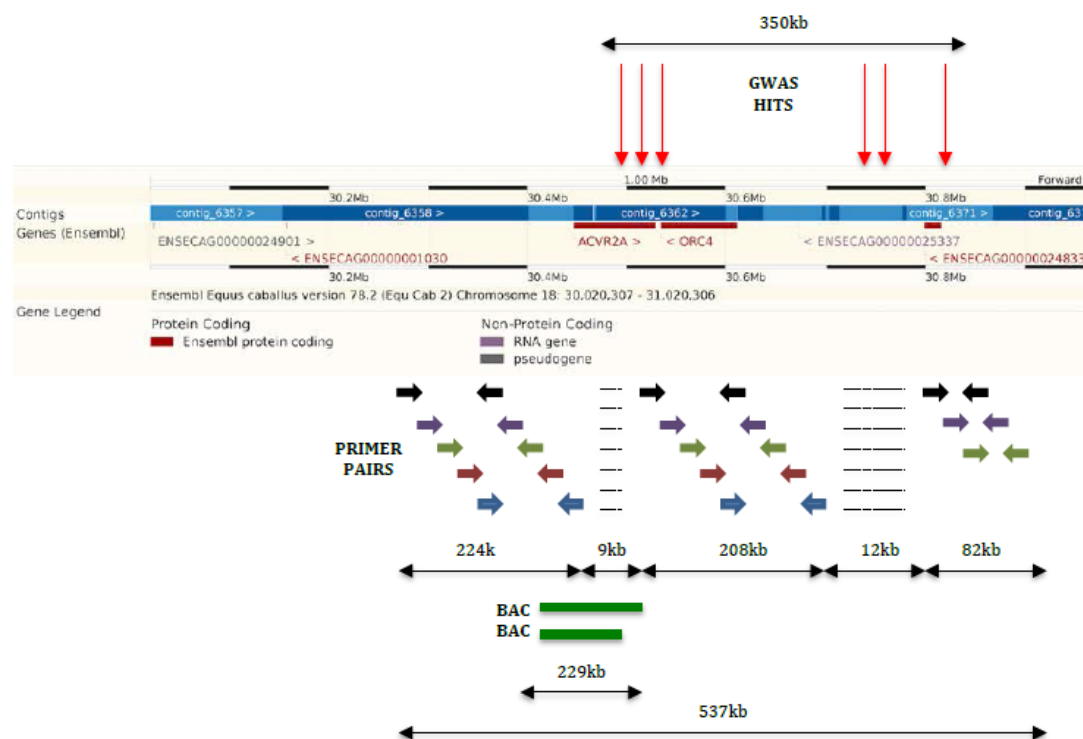 350kb
GWAS
HITS
1.00 Mb
Forward
30.2Mb 30.4Mb 30.6Mb 30.8Mb
Contigs
contig_6357 > contig_6358 > contig_6362 > contig_6371 > contig_63
Genes (Ensembl)
ENSECAG00000024901 > ACVR2A > < ORC4 < ENSECAG00000025337
< ENSECAG00000001030 < ENSECAG00000024833
30.2Mb 30.4Mb 30.6Mb 30.8Mb
Ensembl Equus caballus version 78.2 (Equ Cab 2) Chromosome 18: 30,020,307 - 31,020,306
Gene Legend
Protein Coding Non-Protein Coding
Ensembl protein coding RNA gene
pseudogene
PRIMER
PAIRS
224k 9kb 208kb 12kb 82kb
BAC
BAC
229kb
537kb